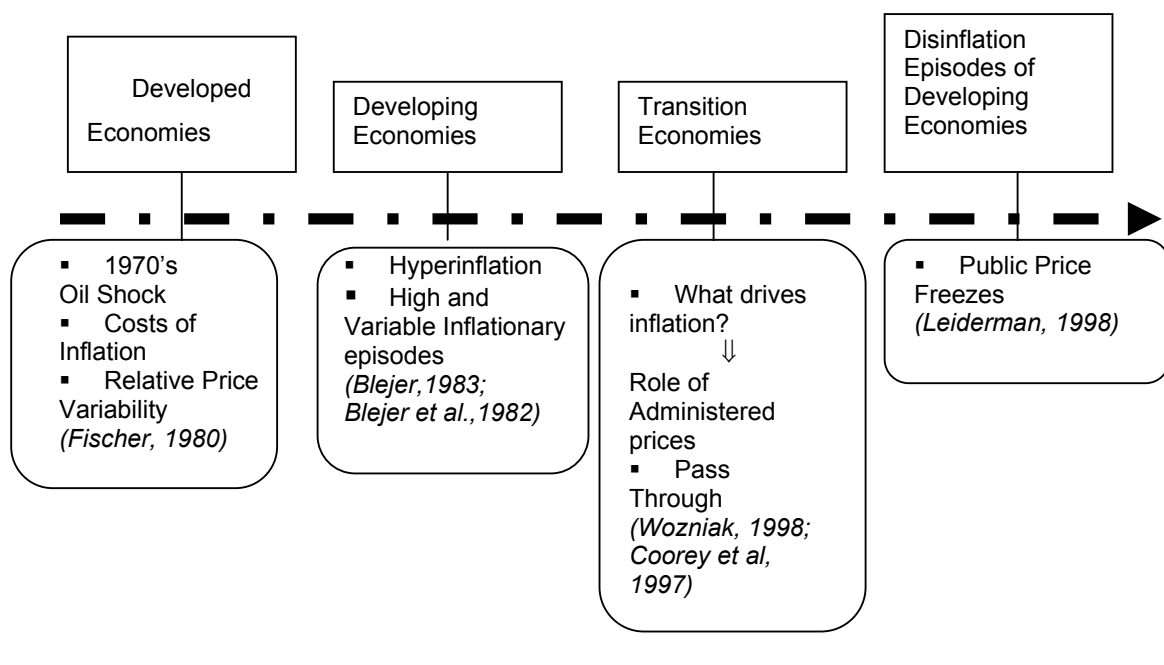 Developed
Economies
Developing
Economies
Transition
Economies
Disinflation
Episodes of
Developing
Economies
▪ 1970's
Oil Shock
▪ Costs of
Inflation
▪ Relative Price
Variability
(Fischer, 1980)
▪ Hyperinflation
▪ High and
Variable Inflationary
episodes
(Blejer,1983;
Blejer et al.,1982)
▪ What drives
inflation?
⇓
Role of
Administered
prices
▪ Pass
Through
(Wozniak, 1998;
Coorey et al,
1997)
▪ Public Price
Freezes
(Leiderman, 1998)